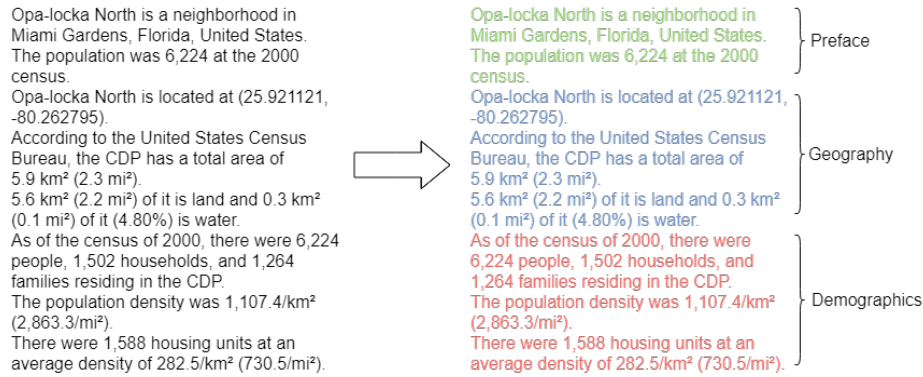 Opa-locka North is a neighborhood in
Miami Gardens, Florida, United States.
The population was 6,224 at the 2000
census.
Opa-locka North is located at (25.921121,
-80.262795).
According to the United States Census
Bureau, the CDP has a total area of
5.9 km² (2.3 mi²).
5.6 km² (2.2 mi²) of it is land and 0.3 km²
(0.1 mi²) of it (4.80%) is water.
As of the census of 2000, there were 6,224
people, 1,502 households, and 1,264
families residing in the CDP.
The population density was 1,107.4/km²
(2,863.3/mi²).
There were 1,588 housing units at an
average density of 282.5/km² (730.5/mi²).
Opa-locka North is a neighborhood in
Miami Gardens, Florida, United States.
The population was 6,224 at the 2000
census.
Preface
Opa-locka North is located at (25.921121,
-80.262795).
According to the United States Census
Bureau, the CDP has a total area of
5.9 km² (2.3 mi²).
5.6 km² (2.2 mi²) of it is land and 0.3 km²
(0.1 mi²) of it (4.80%) is water.
Geography
As of the census of 2000, there were
6,224 people, 1,502 households, and
1,264 families residing in the CDP.
The population density was 1,107.4/km²
(2,863.3/mi²).
There were 1,588 housing units at an
average density of 282.5/km² (730.5/mi²).
Demographics